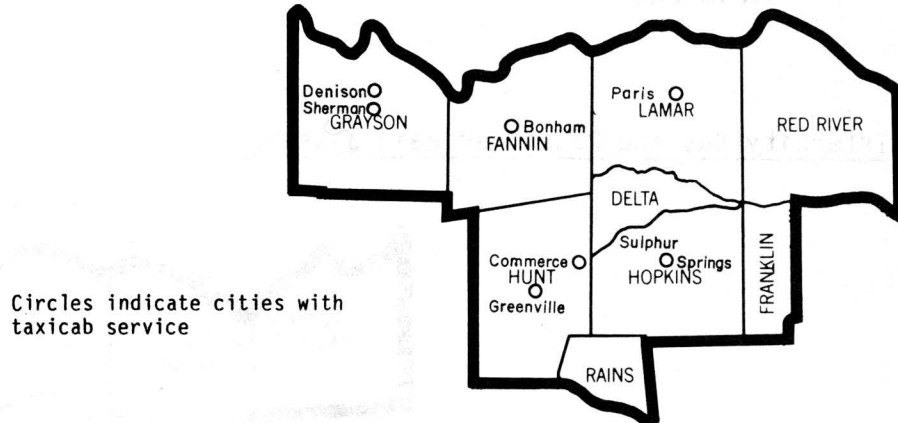 Denison
Sherman
GRAYSON
Bonham
FANNIN
Paris
LAMAR
RED RIVER
DELTA
Commerce
HUNT
Greenville
Sulphur
Springs
HOPKINS
FRANKLIN
RAINS
Circles indicate cities with
taxicab service